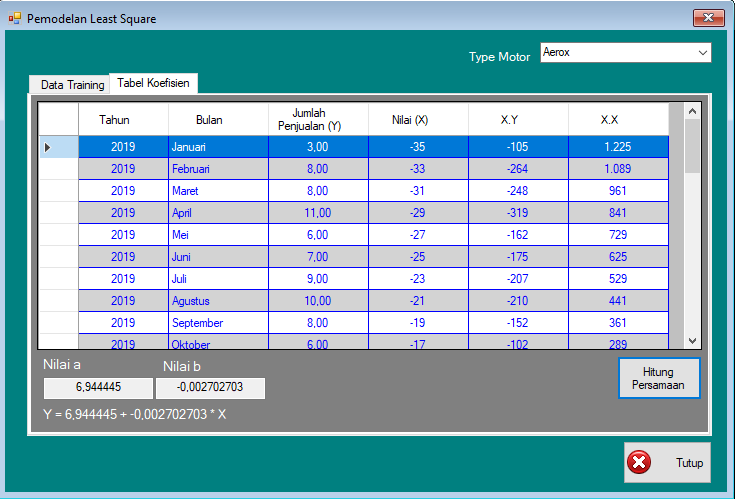 Pemodelan Least Square
Type Motor Aerox
Data Training Tabel Koefisien
Tahun Bulan Jumlah Penjualan (Y) Nilai (X) X.Y X.X
2019 Januari 3,00 -35 -105 1.225
2019 Februari 8,00 -33 -264 1.089
2019 Maret 8,00 -31 -248 961
2019 April 11,00 -29 -319 841
2019 Mei 6,00 -27 -162 729
2019 Juni 7,00 -25 -175 625
2019 Juli 9,00 -23 -207 529
2019 Agustus 10,00 -21 -210 441
2019 September 8,00 -19 -152 361
2019 Oktober 6,00 -17 -102 289
Nilai a Nilai b
6,944445 -0,002702703
Hitung Persamaan
Y = 6,944445 + -0,002702703 * X
Tutup